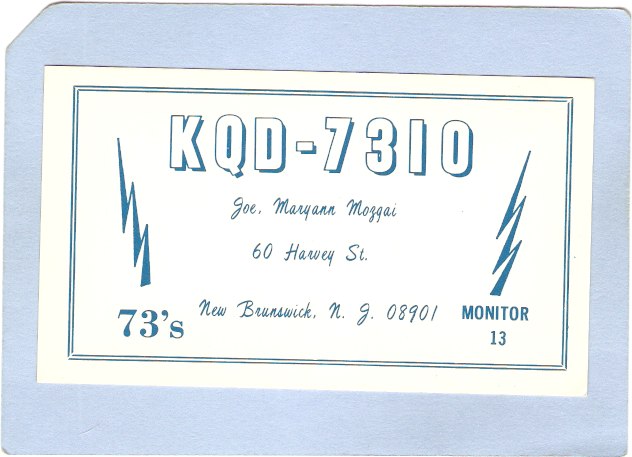 KQD-7310
Joe, Maryann Mozgai
60 Harvey St.
New Brunswick, N. J. 08901
73's
MONITOR
13